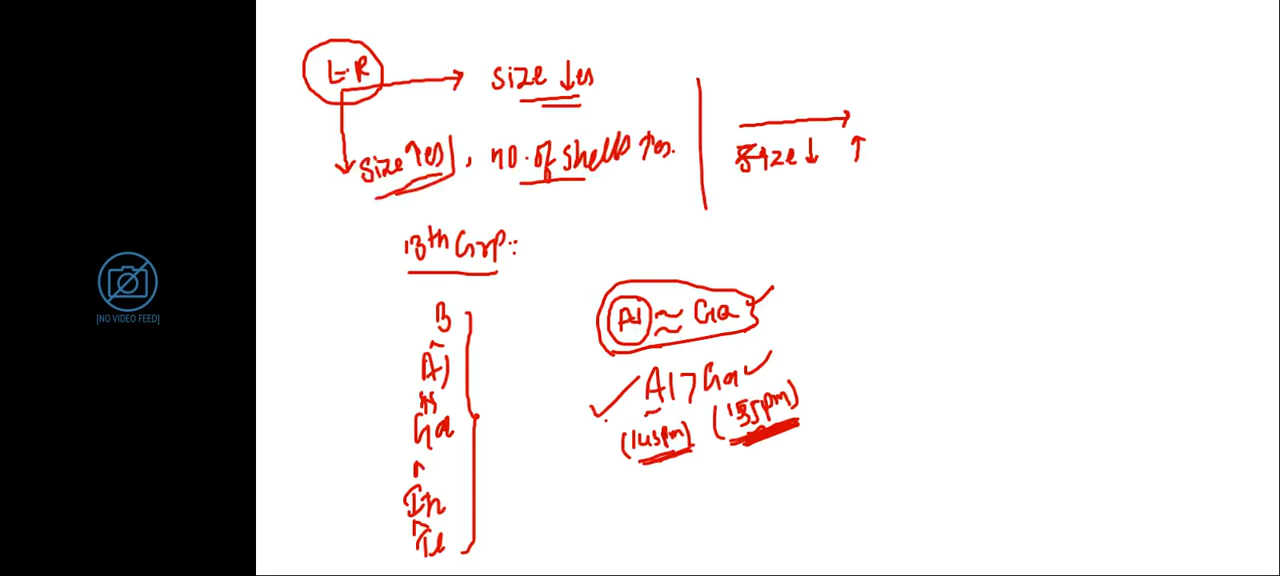 L-R → size ↓es
size ↑es, no. of shells ↑es.
size ↓ ↑
13th Grp:
B
Al
Ga
In
Tl
Al ≈ Ga
Al > Ga
(145pm) (135pm)
[NO VIDEO FEED]